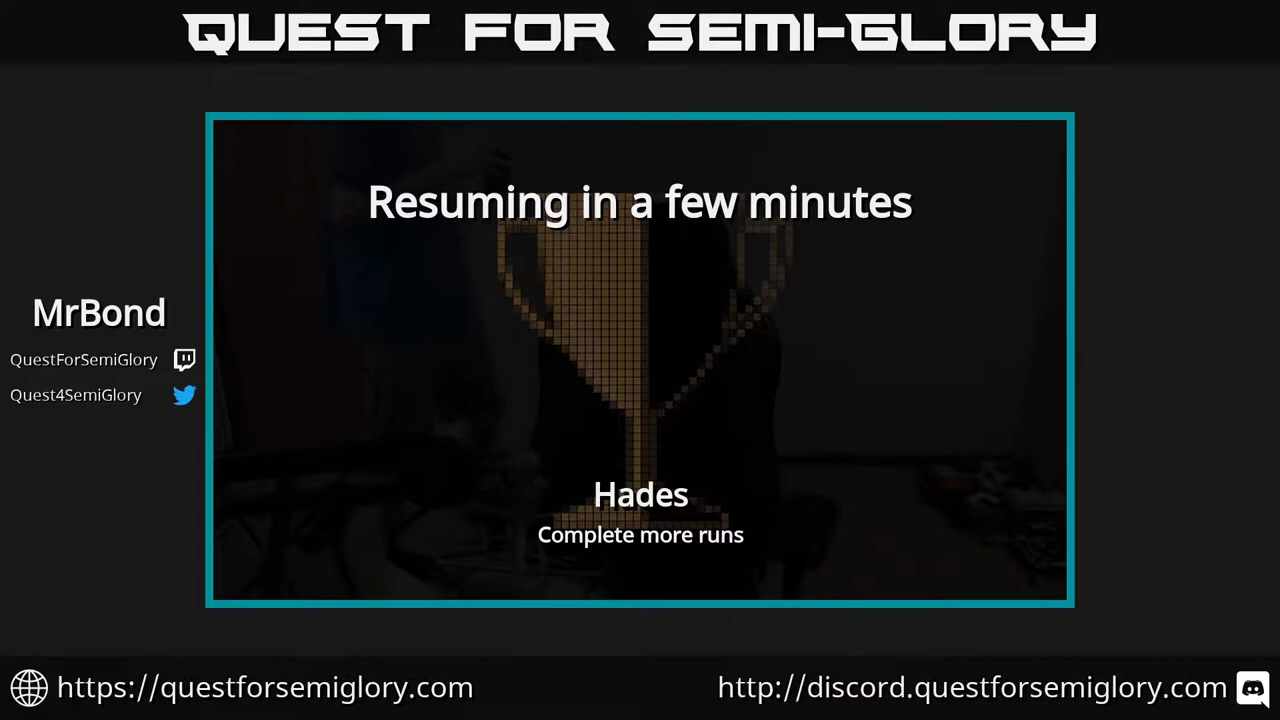 QUEST FOR SEMI-GLORY
Resuming in a few minutes
MrBond
QuestForSemiGlory
Quest4SemiGlory
Hades
Complete more runs
https://questforsemiglory.com
http://discord.questforsemiglory.com